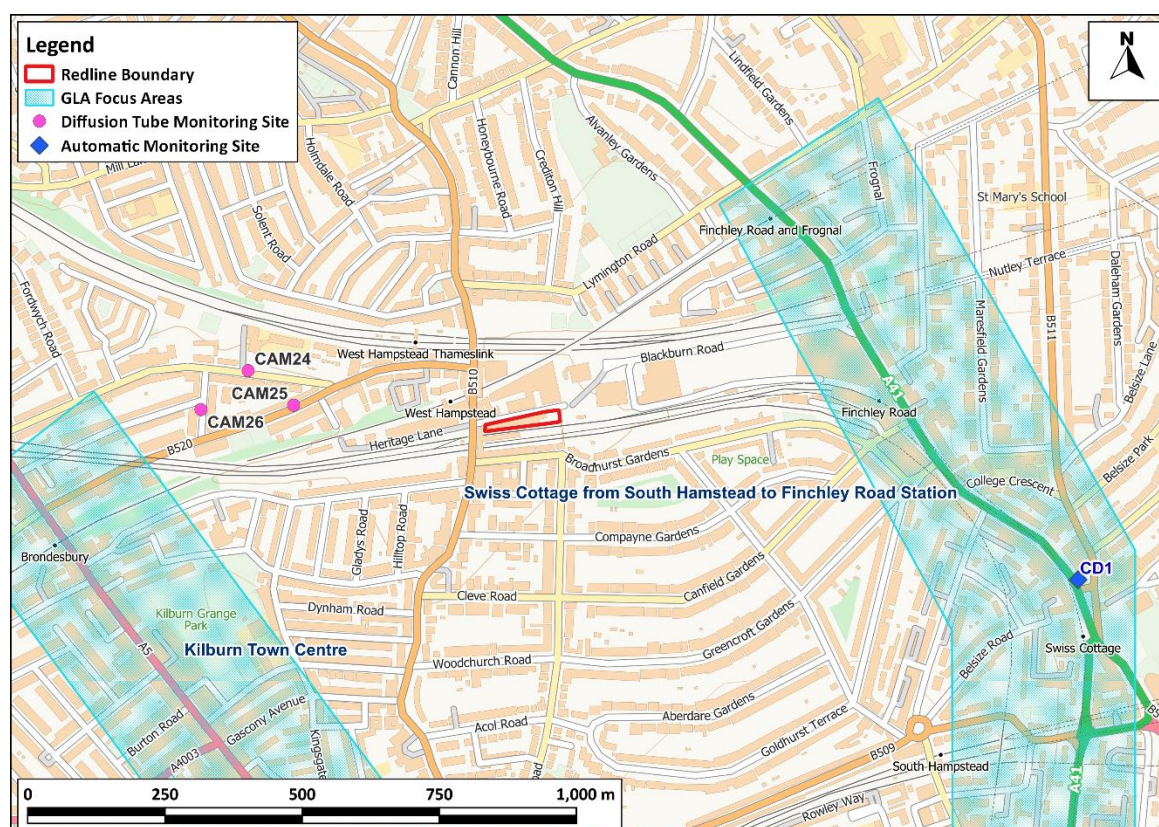 Legend
Redline Boundary
GLA Focus Areas
Diffusion Tube Monitoring Site
Automatic Monitoring Site
N
Cannon Hill
Lindfield Gardens
Alvanley Gardens
Honeybourne Road
Crediton Hill
Holmdale Road
Mill
Solent Road
Frognal
St Mary's School
Finchley Road and Frognal
Lymington Road
Nutley Terrace
Daleham Gardens
Fordwych Road
Maresfield Gardens
B511
CAM24
West Hampstead Thameslink
Blackburn Road
B510
A41
Belsize Lane
CAM25
CAM26
West Hampstead
Finchley Road
B520
Heritage Lane
Broadhurst Gardens
Play Space
Belsize Park
College Crescent
Swiss Cottage from South Hamstead to Finchley Road Station
Gladys Road
Hilltop Road
Compayne Gardens
Brondesbury
CD1
Canfield Gardens
Cleve Road
Dynham Road
Kilburn Grange
Park
Greencroft Gardens
Belsize Road
Swiss Cottage
Kilburn Town Centre
A5
Woodchurch Road
Aberdare Gardens
Acol Road
Goldhurst Terrace
Burton Road
Gascony Avenue
A4003
Kingsgate
B509
South Hampstead
A41
Rowley Way
0 250 500 750 1,000 m